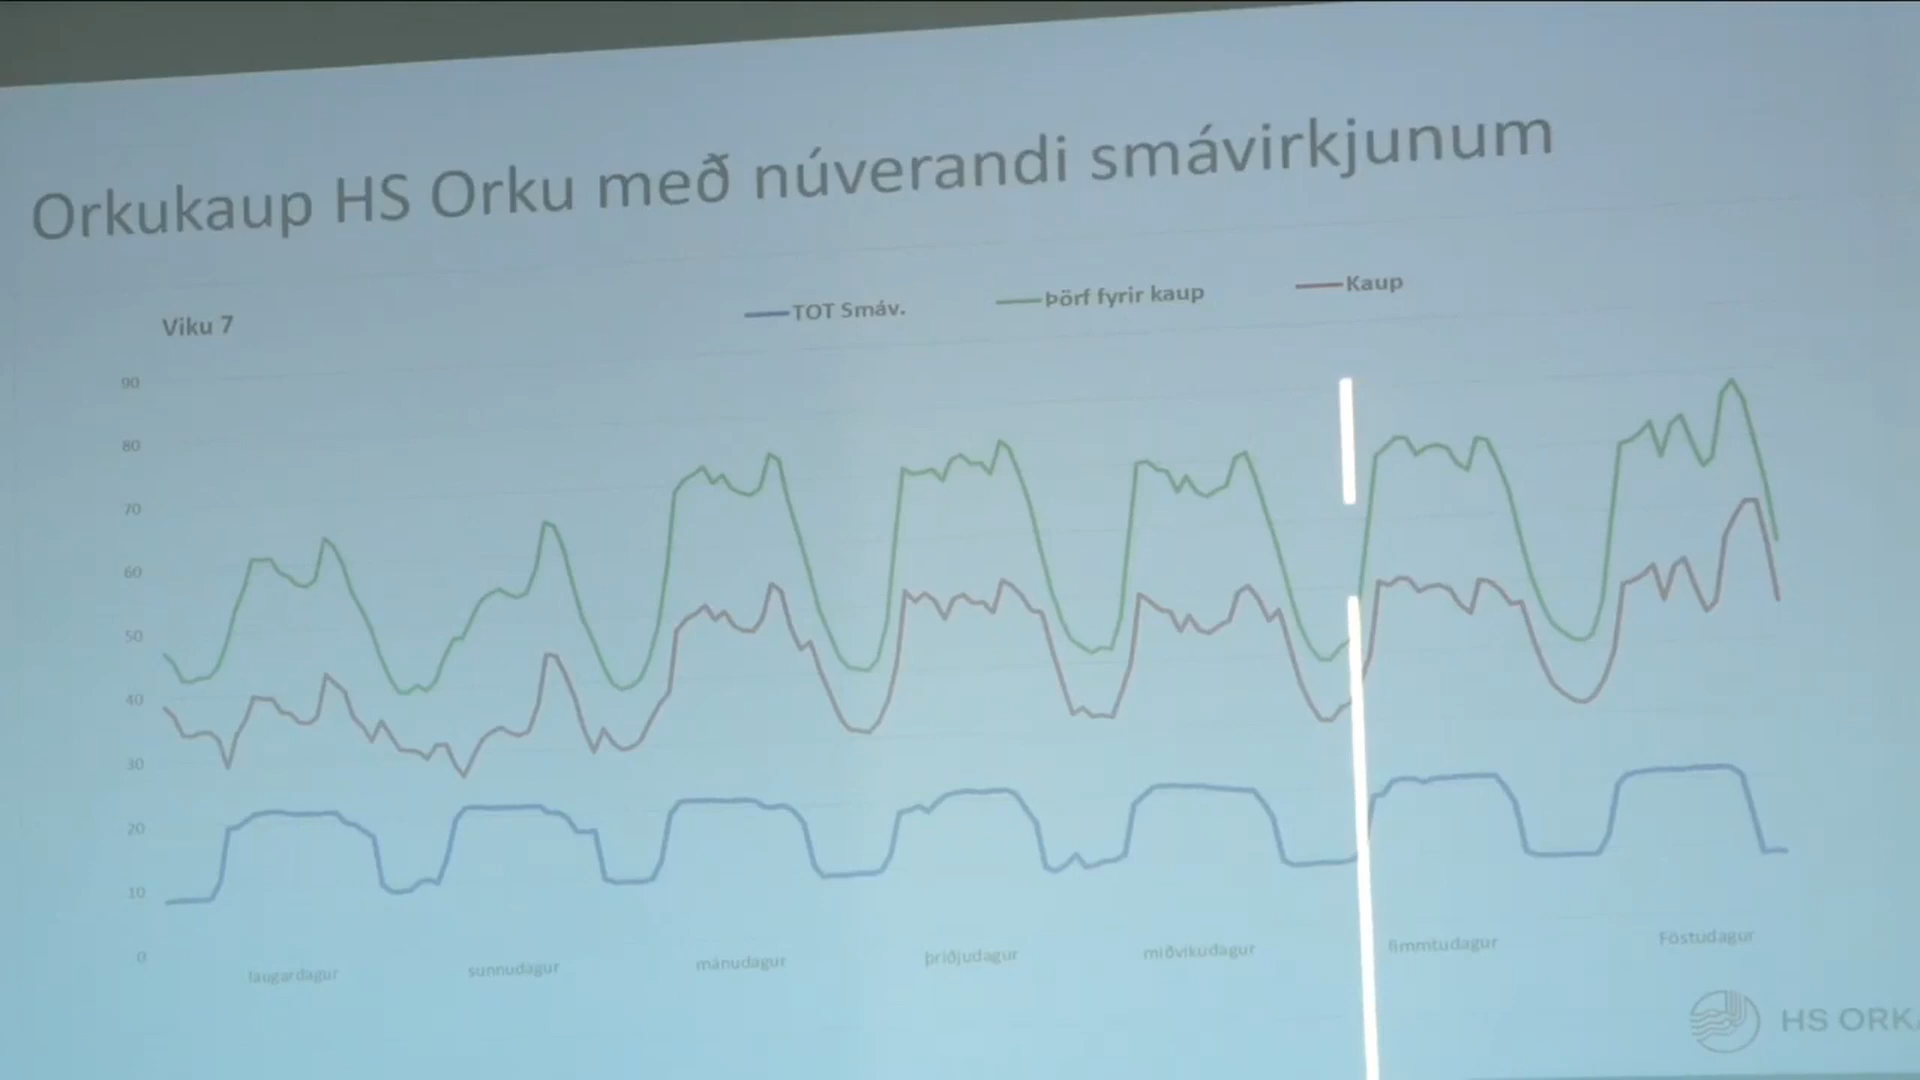 Orkukaup HS Orku með núverandi smávirkjunum
Viku 7
TOT Smáv.
Þörf fyrir kaup
Kaup
90
80
70
60
50
40
30
20
10
0
laugardagur
sunnudagur
mánudagur
þriðjudagur
miðvikudagur
fimmtudagur
Föstudagur
HS ORK